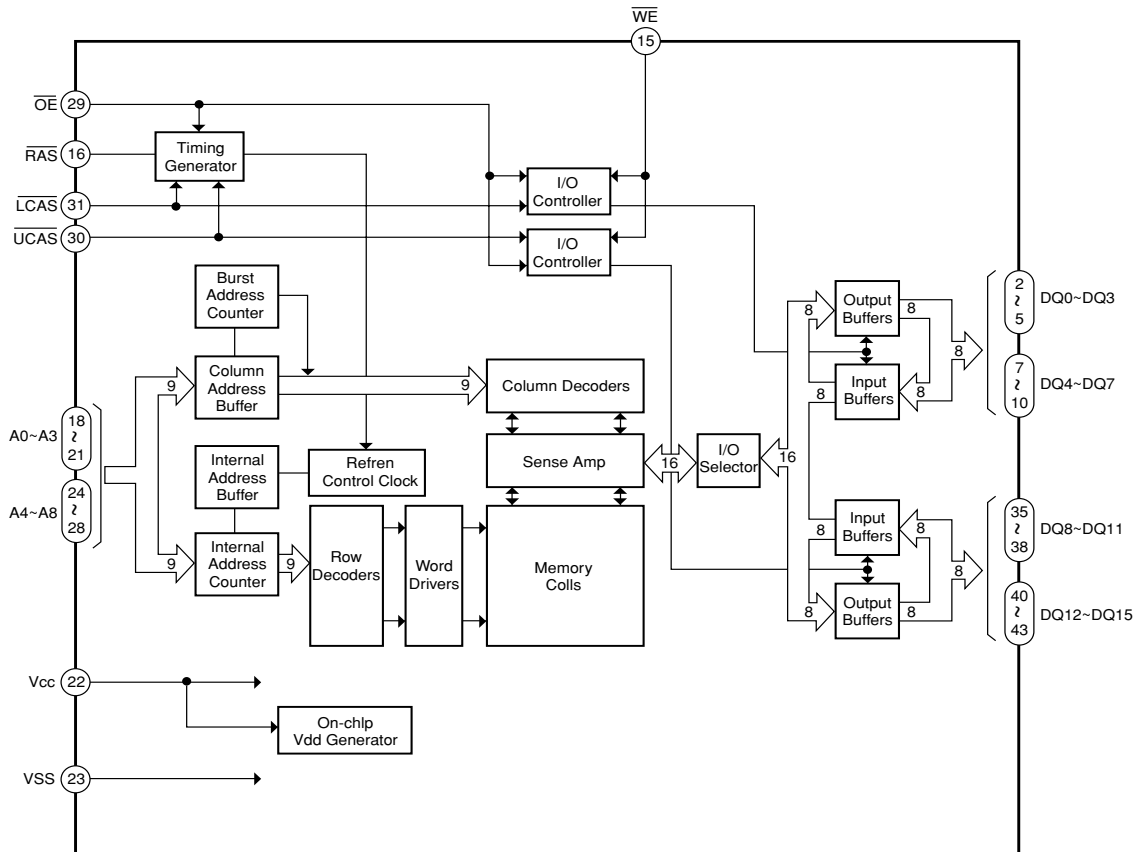 WE
15
OE 29
RAS 16
LCAS 31
UCAS 30
Timing
Generator
I/O
Controller
I/O
Controller
Burst
Address
Counter
Column
Address
Buffer
9
9
Column Decoders
A0~A3
18
~
21
A4~A8
24
~
28
Internal
Address
Buffer
Refren
Control Clock
Sense Amp
16
I/O
Selector
16
9
Internal
Address
Counter
9
Row
Decoders
Word
Drivers
Memory
Colls
8
Output
Buffers
8
8
Input
Buffers
8
8
2
~
5
DQ0~DQ3
7
~
10
DQ4~DQ7
8
Input
Buffers
8
8
Output
Buffers
8
8
35
~
38
DQ8~DQ11
40
~
43
DQ12~DQ15
Vcc 22
On-chlp
Vdd Generator
VSS 23